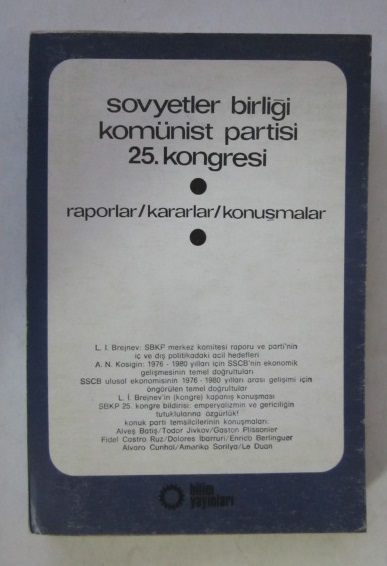 sovyetler birliği
komünist partisi
25. kongresi
raporlar/kararlar/konuşmalar
L. I. Brejnev: SBKP merkez komitesi raporu ve parti'nin
iç ve dış politikadaki acil hedefleri
A. N. Kosigin: 1976 - 1980 yılları için SSCB'nin ekonomik
gelişmesinin temel doğrultuları
SSCB ulusal ekonomisinin 1976 - 1980 yılları arası gelişimi için
öngörülen temel doğrultular
L. İ. Brejnev'in (kongre) kapanış konuşması
SBKP 25. kongre bildirisi: emperyalizmin ve gericiliğin
tutuklularına özgürlük!
konuk parti temsilcilerinin konuşmaları:
Alveş Batiş/Todor Jivkov/Gaston Plissonier
Fidel Castro Ruz/Dolores Ibarruri/Enrico Berlinguer
Alvaro Cunhal/Ameriko Sorilya/Le Duan
bilim
yayınları